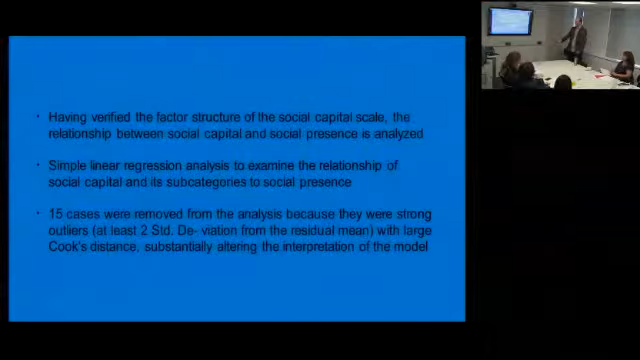 · Having verified the factor structure of the social capital scale, the
relationship between social capital and social presence is analyzed
· Simple linear regression analysis to examine the relationship of
social capital and its subcategories to social presence
· 15 cases were removed from the analysis because they were strong
outliers (at least 2 Std. De- viation from the residual mean) with large
Cook's distance, substantially altering the interpretation of the model